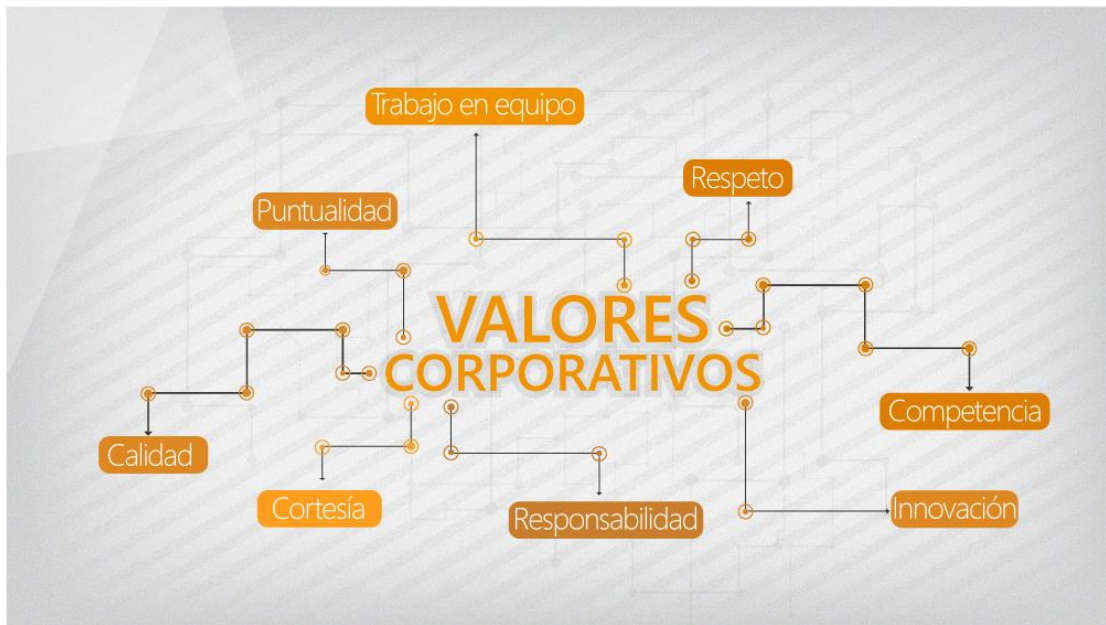 Trabajo en equipo
Respeto
Puntualidad
VALORES
CORPORATIVOS
Competencia
Calidad
Cortesía
Responsabilidad
Innovación